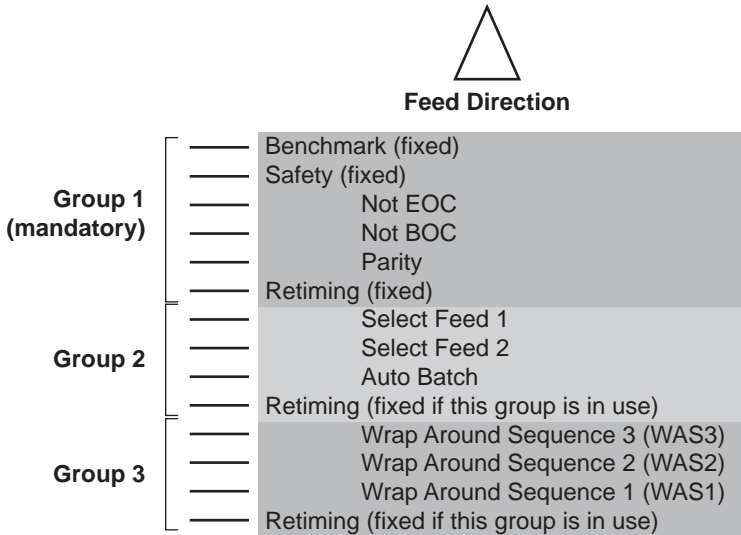 Feed Direction
Group 1
(mandatory)
Benchmark (fixed)
Safety (fixed)
Not EOC
Not BOC
Parity
Retiming (fixed)
Group 2
Select Feed 1
Select Feed 2
Auto Batch
Retiming (fixed if this group is in use)
Group 3
Wrap Around Sequence 3 (WAS3)
Wrap Around Sequence 2 (WAS2)
Wrap Around Sequence 1 (WAS1)
Retiming (fixed if this group is in use)